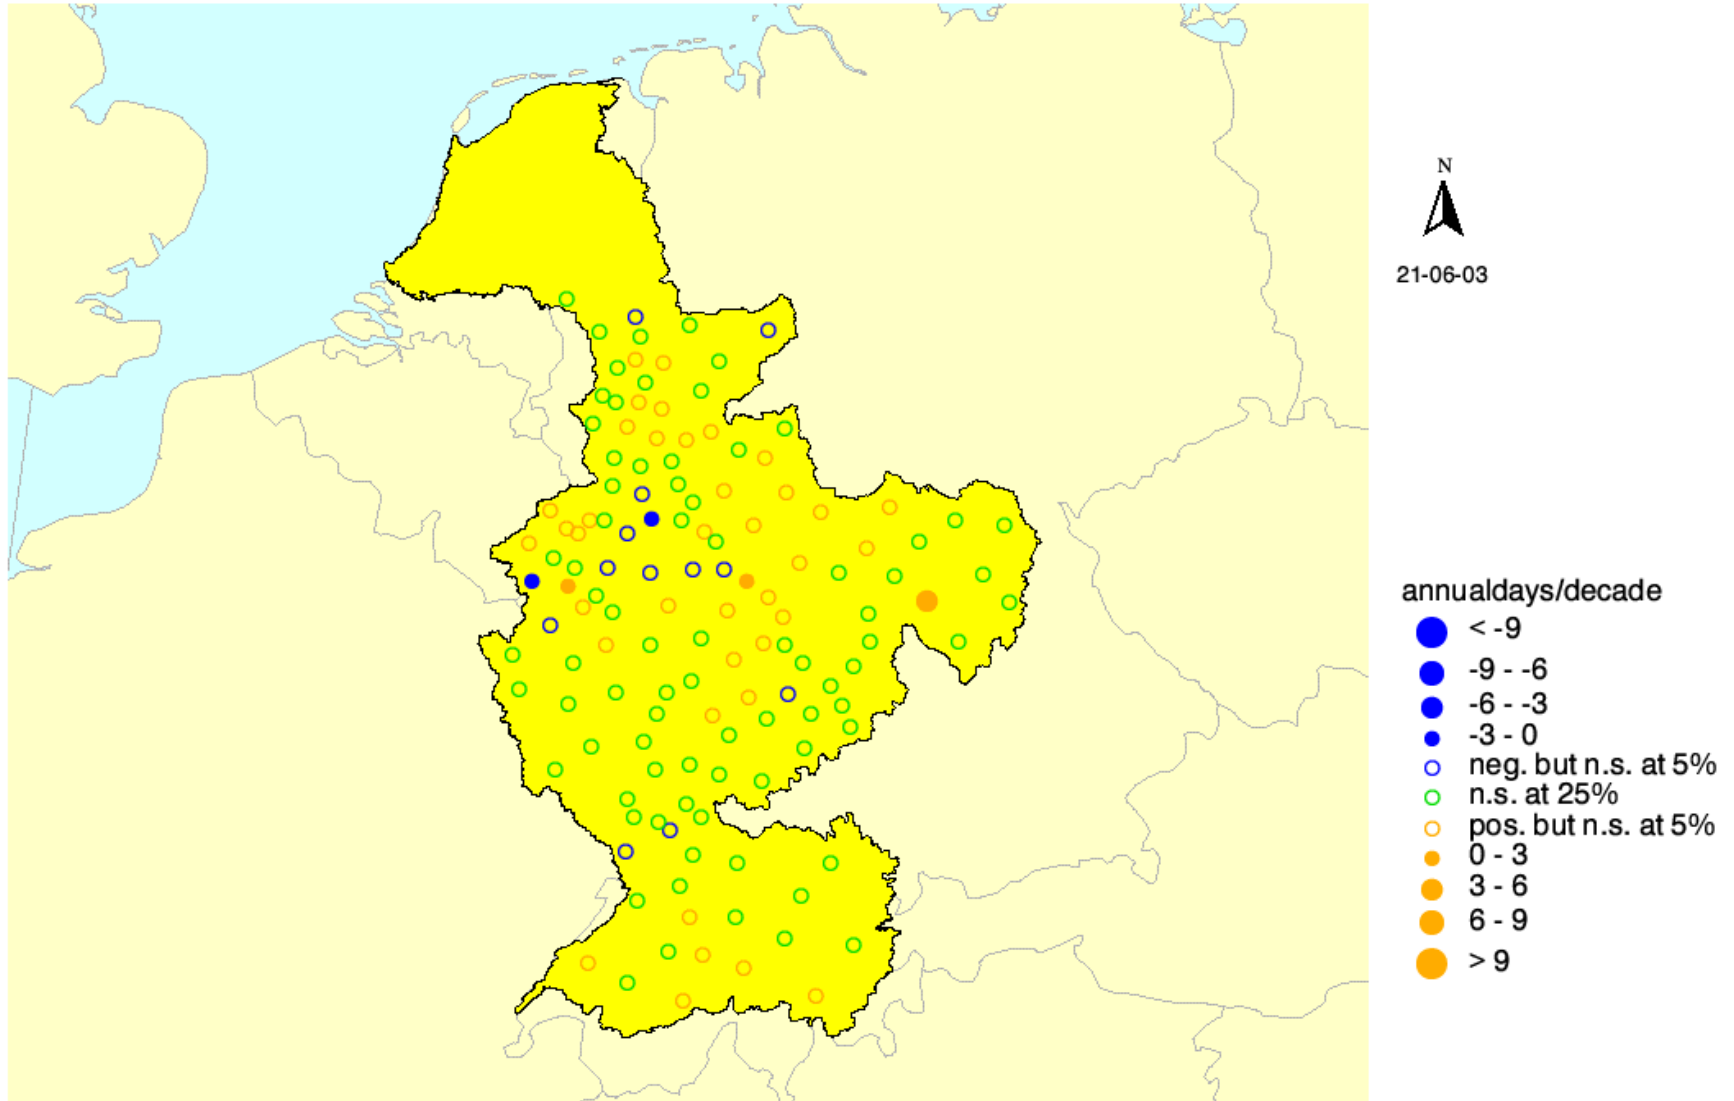 N
21-06-03
annualdays/decade
< -9
-9 - -6
-6 - -3
-3 - 0
neg. but n.s. at 5%
n.s. at 25%
pos. but n.s. at 5%
0 - 3
3 - 6
6 - 9
> 9